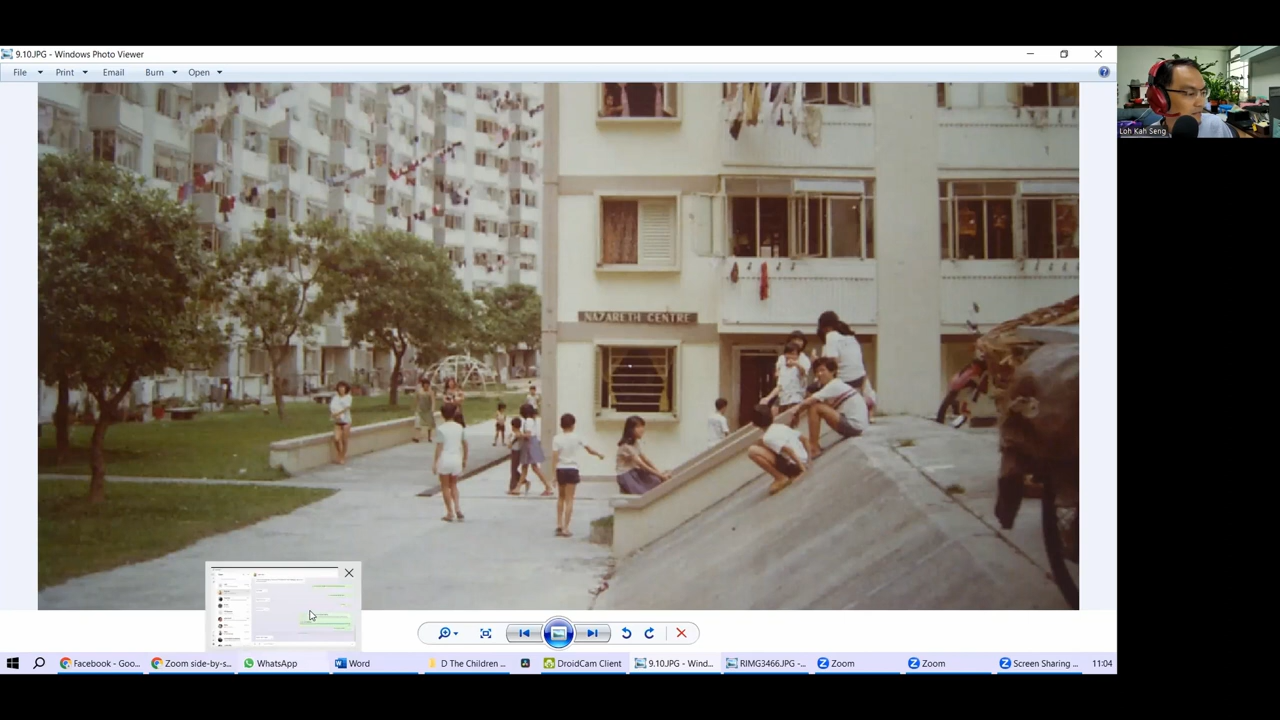 9.10.JPG - Windows Photo Viewer
File Print Email Burn Open
Loh Kah Seng
NAZARETH CENTRE
Facebook - Goo... Zoom side-by-s... WhatsApp Word D The Children ... DroidCam Client 9.10.JPG - Wind... RIMG3466.JPG -... Zoom Zoom Screen Sharing ... 11:04